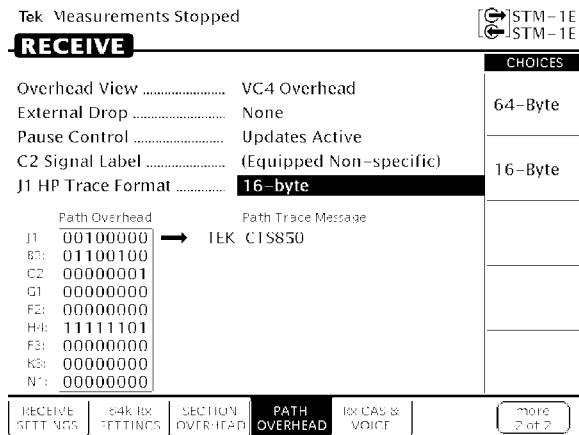 Tek Measurements Stopped
STM-1E
STM-1E
RECEIVE
CHOICES
Overhead View ........................ VC4 Overhead
External Drop ........................ None
Pause Control ........................ Updates Active
C2 Signal Label ....................... (Equipped Non-specific)
J1 HP Trace Format .............. 16-byte
64-Byte
16-Byte
Path Overhead Path Trace Message
J1 00100000 TEK CTS850
B3: 01100100
C2 00000001
G1 00000000
F2: 00000000
H4: 11111101
F3: 00000000
K3: 00000000
N1: 00000000
RECEIVE SETTINGS
64k Rx SETTINGS
SECTION OVERHEAD
PATH OVERHEAD
Rx CAS & VOICE
more 2 of 2